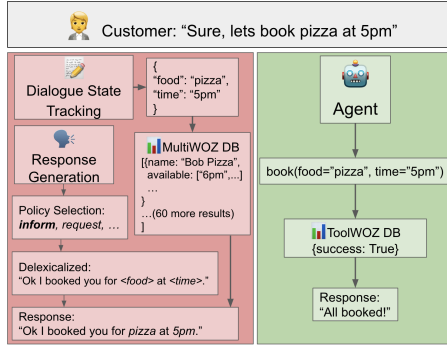 Customer: “Sure, lets book pizza at 5pm”
Dialogue State
Tracking
{
“food”: “pizza”,
“time”: “5pm”
}
Response
Generation
MultiWOZ DB
[{name: “Bob Pizza”,
available: [“6pm”,...]
…
}
…(60 more results)
]
Policy Selection:
inform, request, …
Delexicalized:
“Ok I booked you for <food> at <time>.”
Response:
“Ok I booked you for pizza at 5pm.”
Agent
book(food=”pizza”, time=”5pm”)
ToolWOZ DB
{success: True}
Response:
“All booked!”